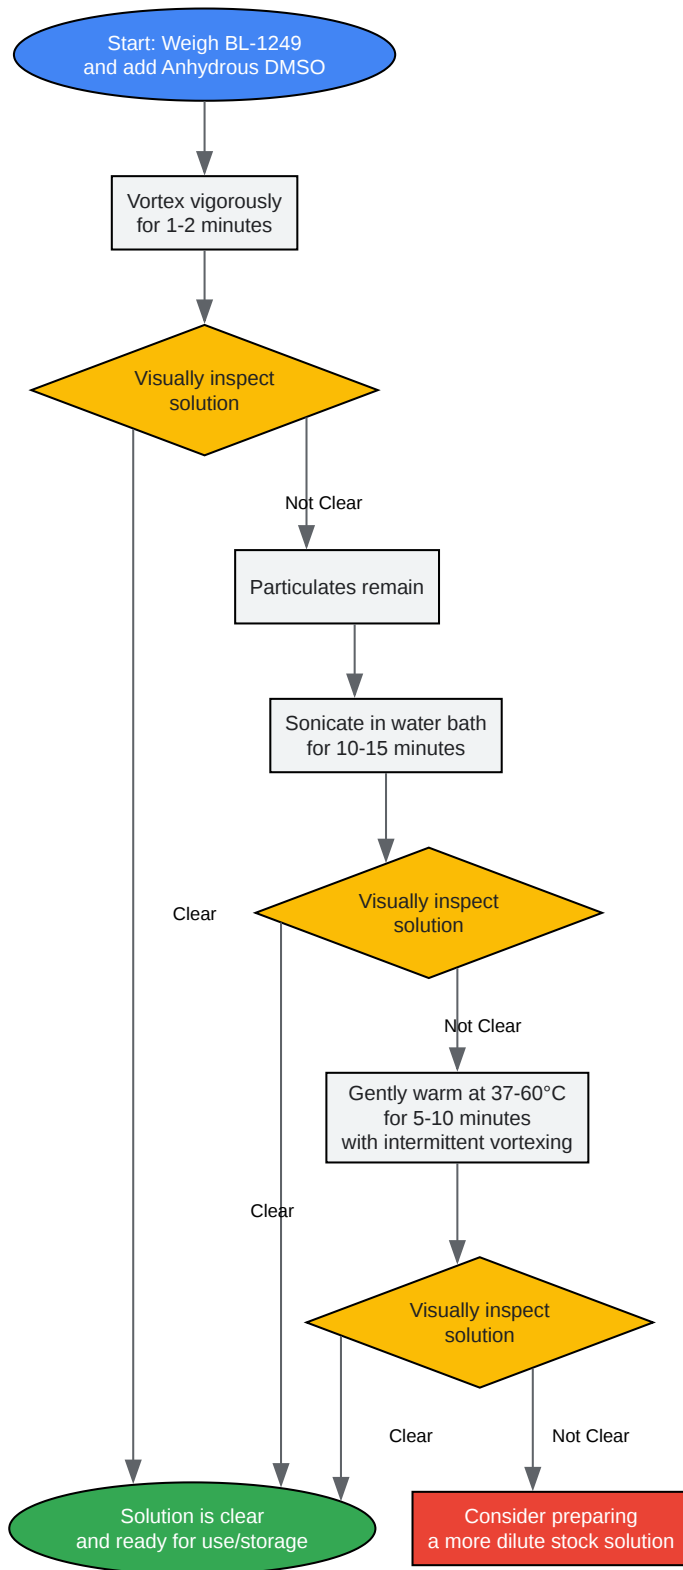 Start: Weigh BL-1249
and add Anhydrous DMSO
Vortex vigorously
for 1-2 minutes
Visually inspect
solution
Not Clear
Particulates remain
Sonicate in water bath
for 10-15 minutes
Clear
Visually inspect
solution
Not Clear
Gently warm at 37-60°C
for 5-10 minutes
with intermittent vortexing
Clear
Visually inspect
solution
Clear
Not Clear
Solution is clear
and ready for use/storage
Consider preparing
a more dilute stock solution